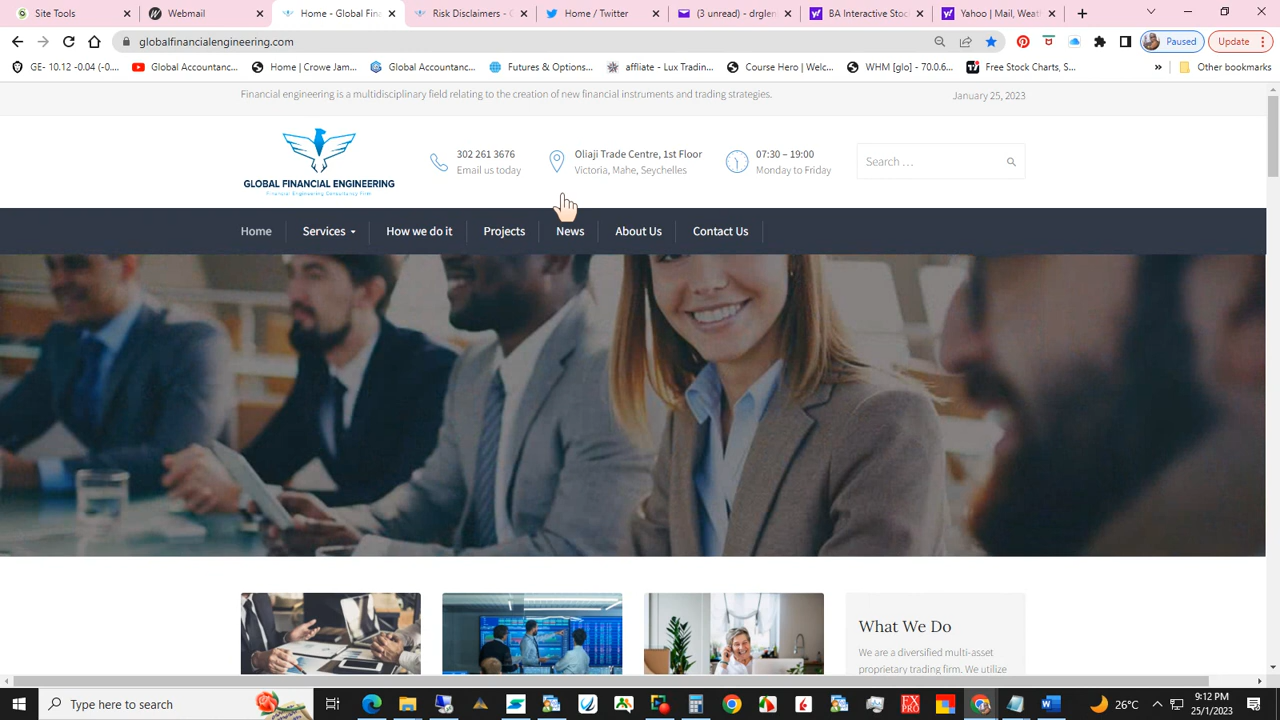 Site Tools
Webmail
Home - Global Fina
Risk Disclaimers - G
Home / Twitter
(3 unread) - drglen
BA Interactive Stoc
Yahoo | Mail, Weat
globalfinancialengineering.com
Paused
Update
GE- 10.12 -0.04 (-0....
Global Accountanc...
Home | Crowe Jam...
Global Accountanc...
Futures & Options...
affliate - Lux Tradin...
Course Hero | Welc...
WHM [glo] - 70.0.6...
Free Stock Charts, S...
Other bookmarks
Financial engineering is a multidisciplinary field relating to the creation of new financial instruments and trading strategies.
January 25, 2023
GLOBAL FINANCIAL ENGINEERING
Financial Engineering Consultancy Firm
302 261 3676
Email us today
Oliaji Trade Centre, 1st Floor
Victoria, Mahe, Seychelles
07:30 – 19:00
Monday to Friday
Search …
Home
Services
How we do it
Projects
News
About Us
Contact Us
What We Do
We are a diversified multi-asset
proprietary trading firm. We utilize
Type here to search
26°C
9:12 PM
25/1/2023